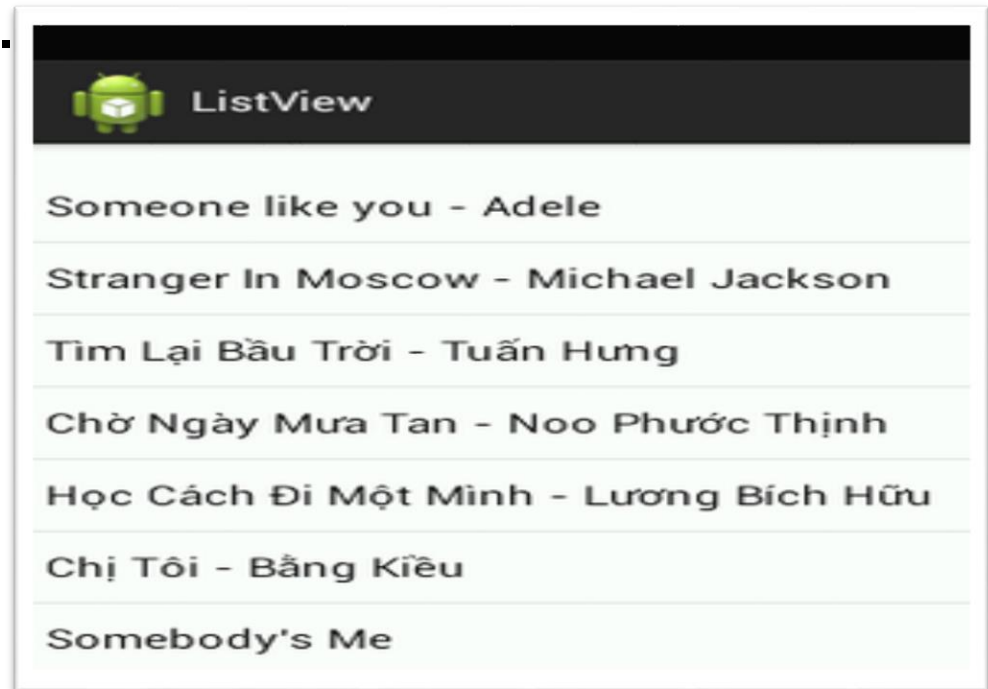 ListView
Someone like you - Adele
Stranger In Moscow - Michael Jackson
Tìm Lại Bầu Trời - Tuấn Hưng
Chờ Ngày Mưa Tan - Noo Phước Thịnh
Học Cách Đi Một Mình - Lương Bích Hữu
Chị Tôi - Bằng Kiều
Somebody's Me